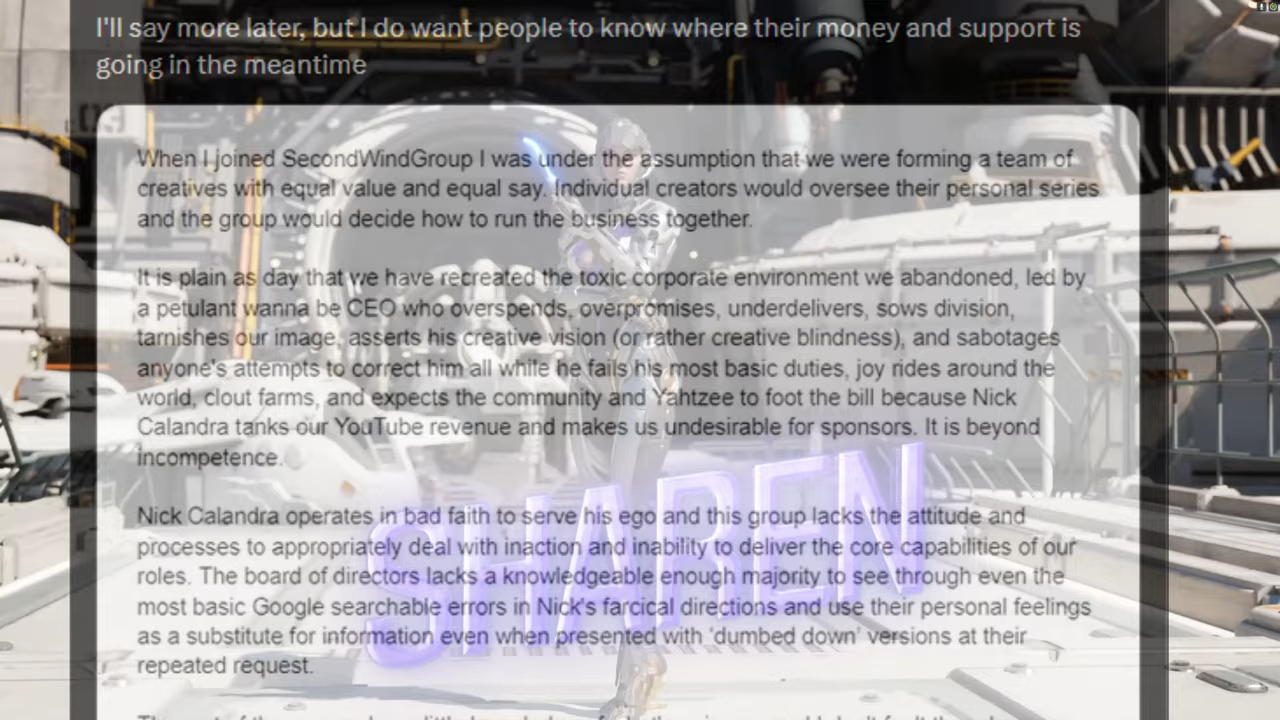 I'll say more later, but I do want people to know where their money and support is
going in the meantime
When I joined SecondWindGroup I was under the assumption that we were forming a team of
creatives with equal value and equal say. Individual creators would oversee their personal series
and the group would decide how to run the business together.
It is plain as day that we have recreated the toxic corporate environment we abandoned, led by
a petulant wanna be CEO who overspends, overpromises, underdelivers, sows division,
tarnishes our image, asserts his creative vision (or rather creative blindness), and sabotages
anyone's attempts to correct him all while he fails his most basic duties, joy rides around the
world, clout farms, and expects the community and Yahtzee to foot the bill because Nick
Calandra tanks our YouTube revenue and makes us undesirable for sponsors. It is beyond
incompetence.
Nick Calandra operates in bad faith to serve his ego and this group lacks the attitude and
processes to appropriately deal with inaction and inability to deliver the core capabilities of our
roles. The board of directors lacks a knowledgeable enough majority to see through even the
most basic Google searchable errors in Nick's farcical directions and use their personal feelings
as a substitute for information even when presented with 'dumbed down' versions at their
repeated request.
SHAREN